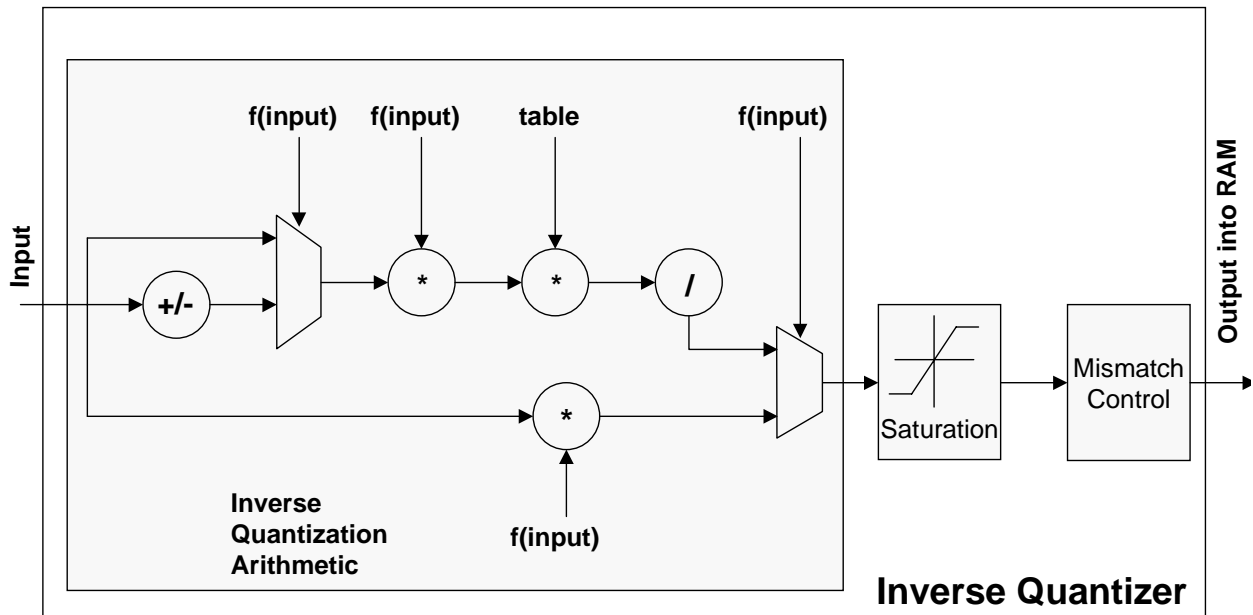 f(input) f(input) table f(input)
Output into RAM
Input
+/-
*
*
/
*
Mismatch
Control
Saturation
Inverse
Quantization
Arithmetic
f(input)
Inverse Quantizer